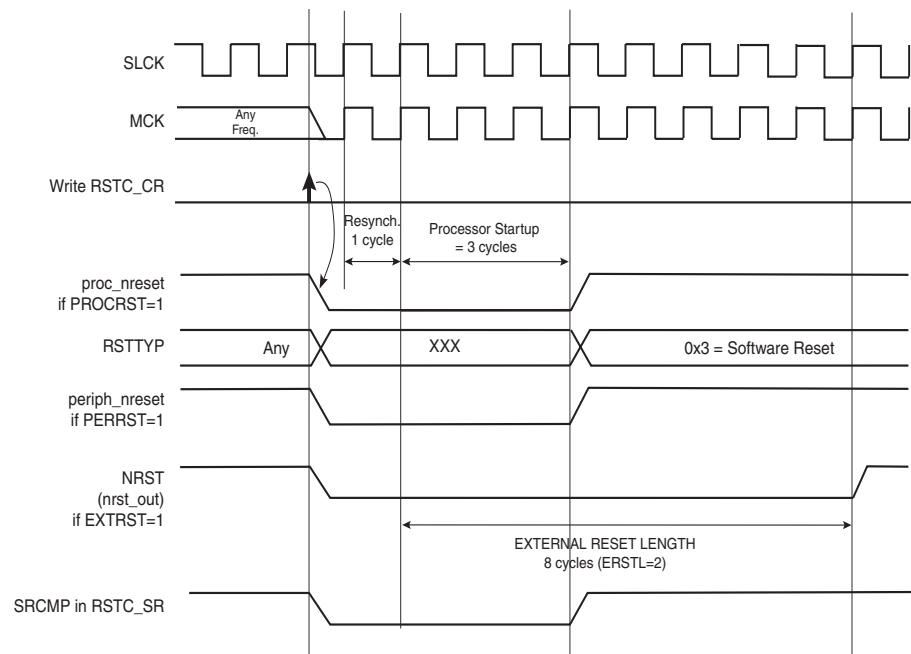 SLCK
MCK
Any
Freq.
Write RSTC_CR
Resynch.
1 cycle
Processor Startup
= 3 cycles
proc_nreset
if PROCRST=1
RSTTYP
Any
XXX
0x3 = Software Reset
periph_nreset
if PERRST=1
NRST
(nrst_out)
if EXTRST=1
EXTERNAL RESET LENGTH
8 cycles (ERSTL=2)
SRCMP in RSTC_SR